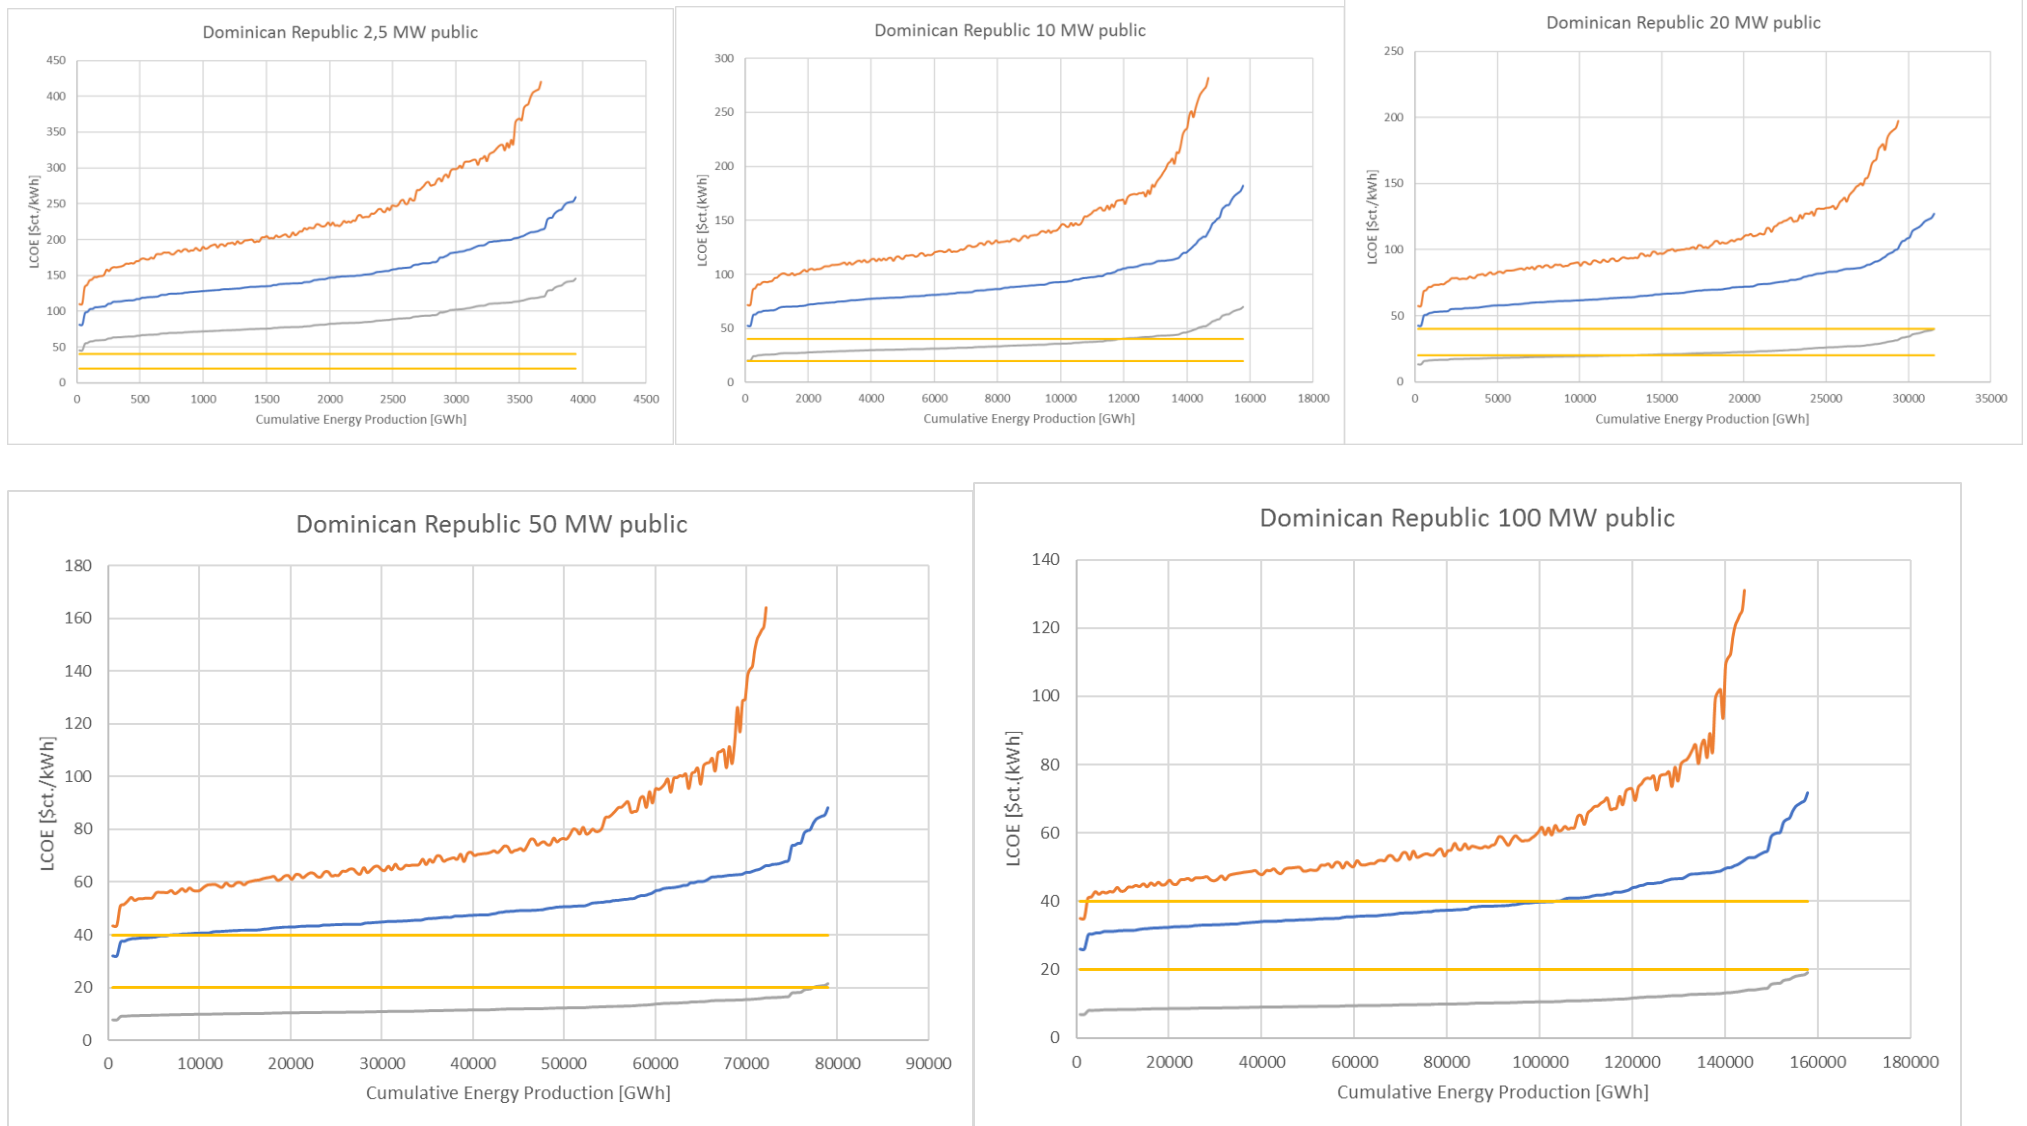 Dominican Republic 2,5 MW public
450
400
350
300
250
200
150
100
50
0
LCOE [$ct./kWh]
0 500 1000 1500 2000 2500 3000 3500 4000 4500
Cumulative Energy Production [GWh]
Dominican Republic 10 MW public
300
250
200
150
100
50
0
LCOE [$ct.(kWh]
0 2000 4000 6000 8000 10000 12000 14000 16000 18000
Cumulative Energy Production [GWh]
Dominican Republic 20 MW public
250
200
150
100
50
0
LCOE [$ct./kWh]
0 5000 10000 15000 20000 25000 30000 35000
Cumulative Energy Production [GWh]
Dominican Republic 50 MW public
180
160
140
120
100
80
60
40
20
0
LCOE [$ct./kWh]
0 10000 20000 30000 40000 50000 60000 70000 80000 90000
Cumulative Energy Production [GWh]
Dominican Republic 100 MW public
140
120
100
80
60
40
20
0
LCOE [$ct.(kWh]
0 20000 40000 60000 80000 100000 120000 140000 160000 180000
Cumulative Energy Production [GWh]